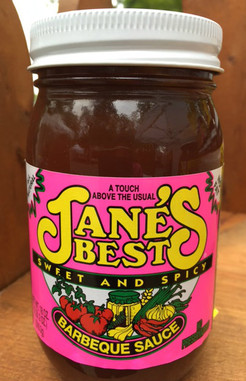 A TOUCH
ABOVE THE USUAL
JANE'S
BEST
SWEET AND SPICY
BARBEQUE SAUCE